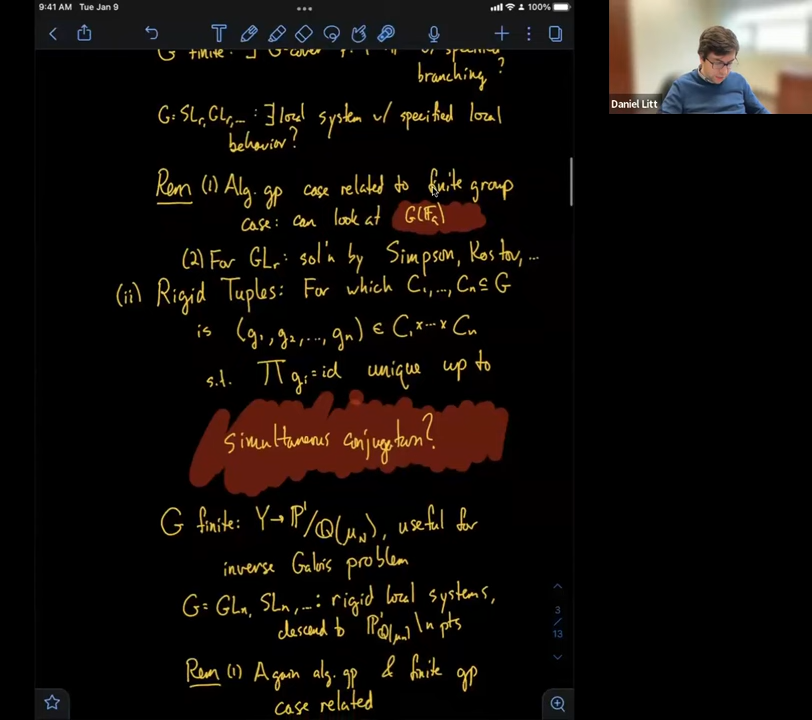 9:41 AM Tue Jan 9
100%
Daniel Litt
G finite: ∃ G-cover
branching?
G=SLr, GLr, ...: ∃ local system w/ specified local
behavior?
Rem (1) Alg. gp case related to finite group
case: can look at G(𝔽q)
(2) For GLr: sol'n by Simpson, Kostov, ...
(ii) Rigid Tuples: For which C1, ..., Cn ⊆ G
is (g1, g2, ..., gn) ∈ C1 × ... × Cn
s.t. ∏ gi = id unique up to
simultaneous conjugation?
G finite: Y → ℙ¹/ℚ(μN), useful for
inverse Galois problem
G = GLn, SLn, ...: rigid local systems,
descend to ℙ¹ℚ(μn) \ n pts
Rem (1) Again alg. gp & finite gp
case related
3
/
13